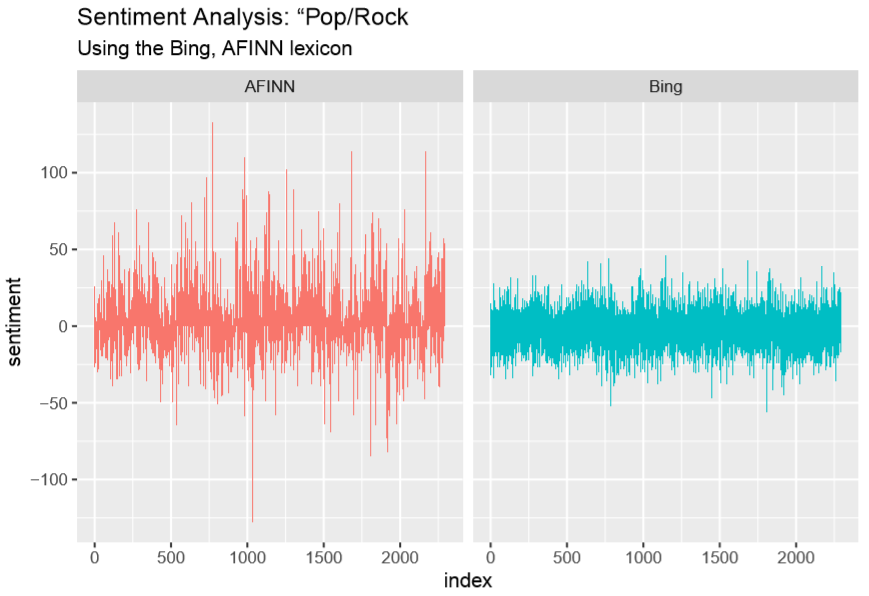 Sentiment Analysis: “Pop/Rock
Using the Bing, AFINN lexicon
AFINN
Bing
100
50
0
−50
−100
sentiment
0 500 1000 1500 2000
0 500 1000 1500 2000
index